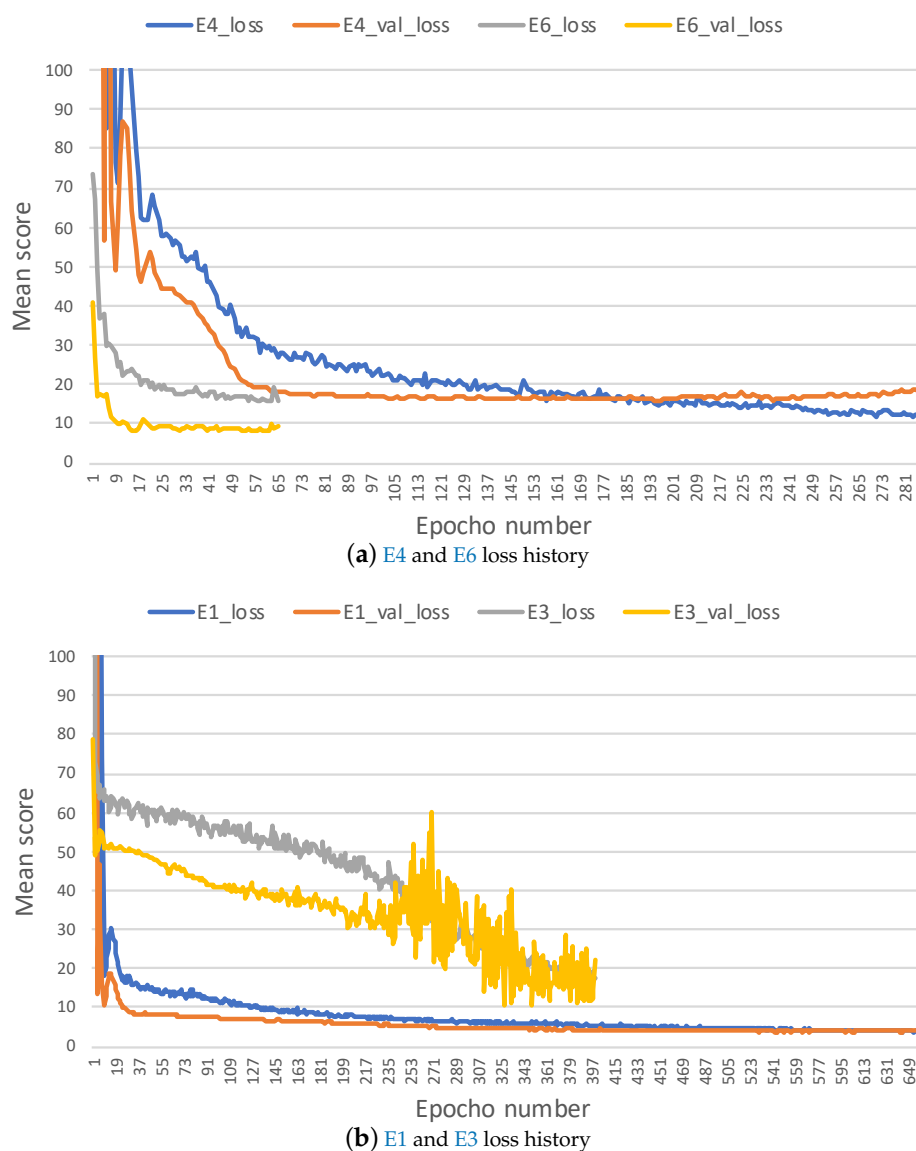 E4_loss E4_val_loss E6_loss E6_val_loss
100
90
80
70
60
50
40
30
20
10
0
Mean score
1 9 17 25 33 41 49 57 65 73 81 89 97 105 113 121 129 137 145 153 161 169 177 185 193 201 209 217 225 233 241 249 257 265 273 281
Epocho number
(a) E4 and E6 loss history
E1_loss E1_val_loss E3_loss E3_val_loss
100
90
80
70
60
50
40
30
20
10
0
Mean score
1 19 37 55 73 91 109 127 145 163 181 199 217 235 253 271 289 307 325 343 361 379 397 415 433 451 469 487 505 523 541 559 577 595 613 631 649
Epocho number
(b) E1 and E3 loss history